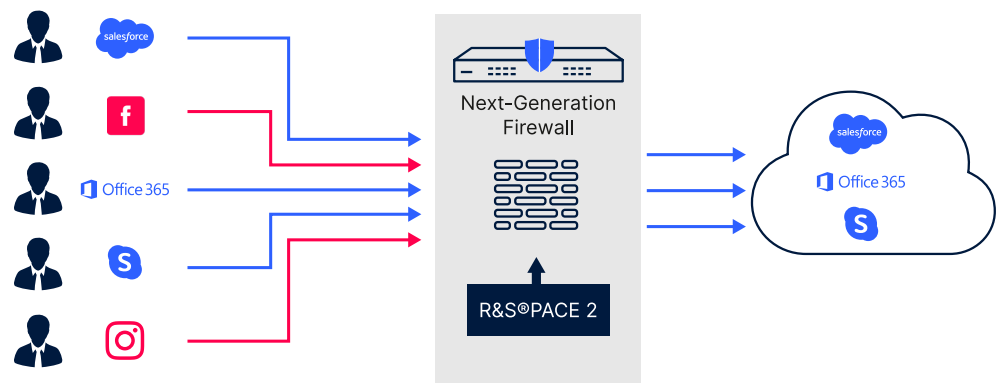 salesforce
f
Office 365
S
Next-Generation
Firewall
R&S®PACE 2
salesforce
Office 365
S